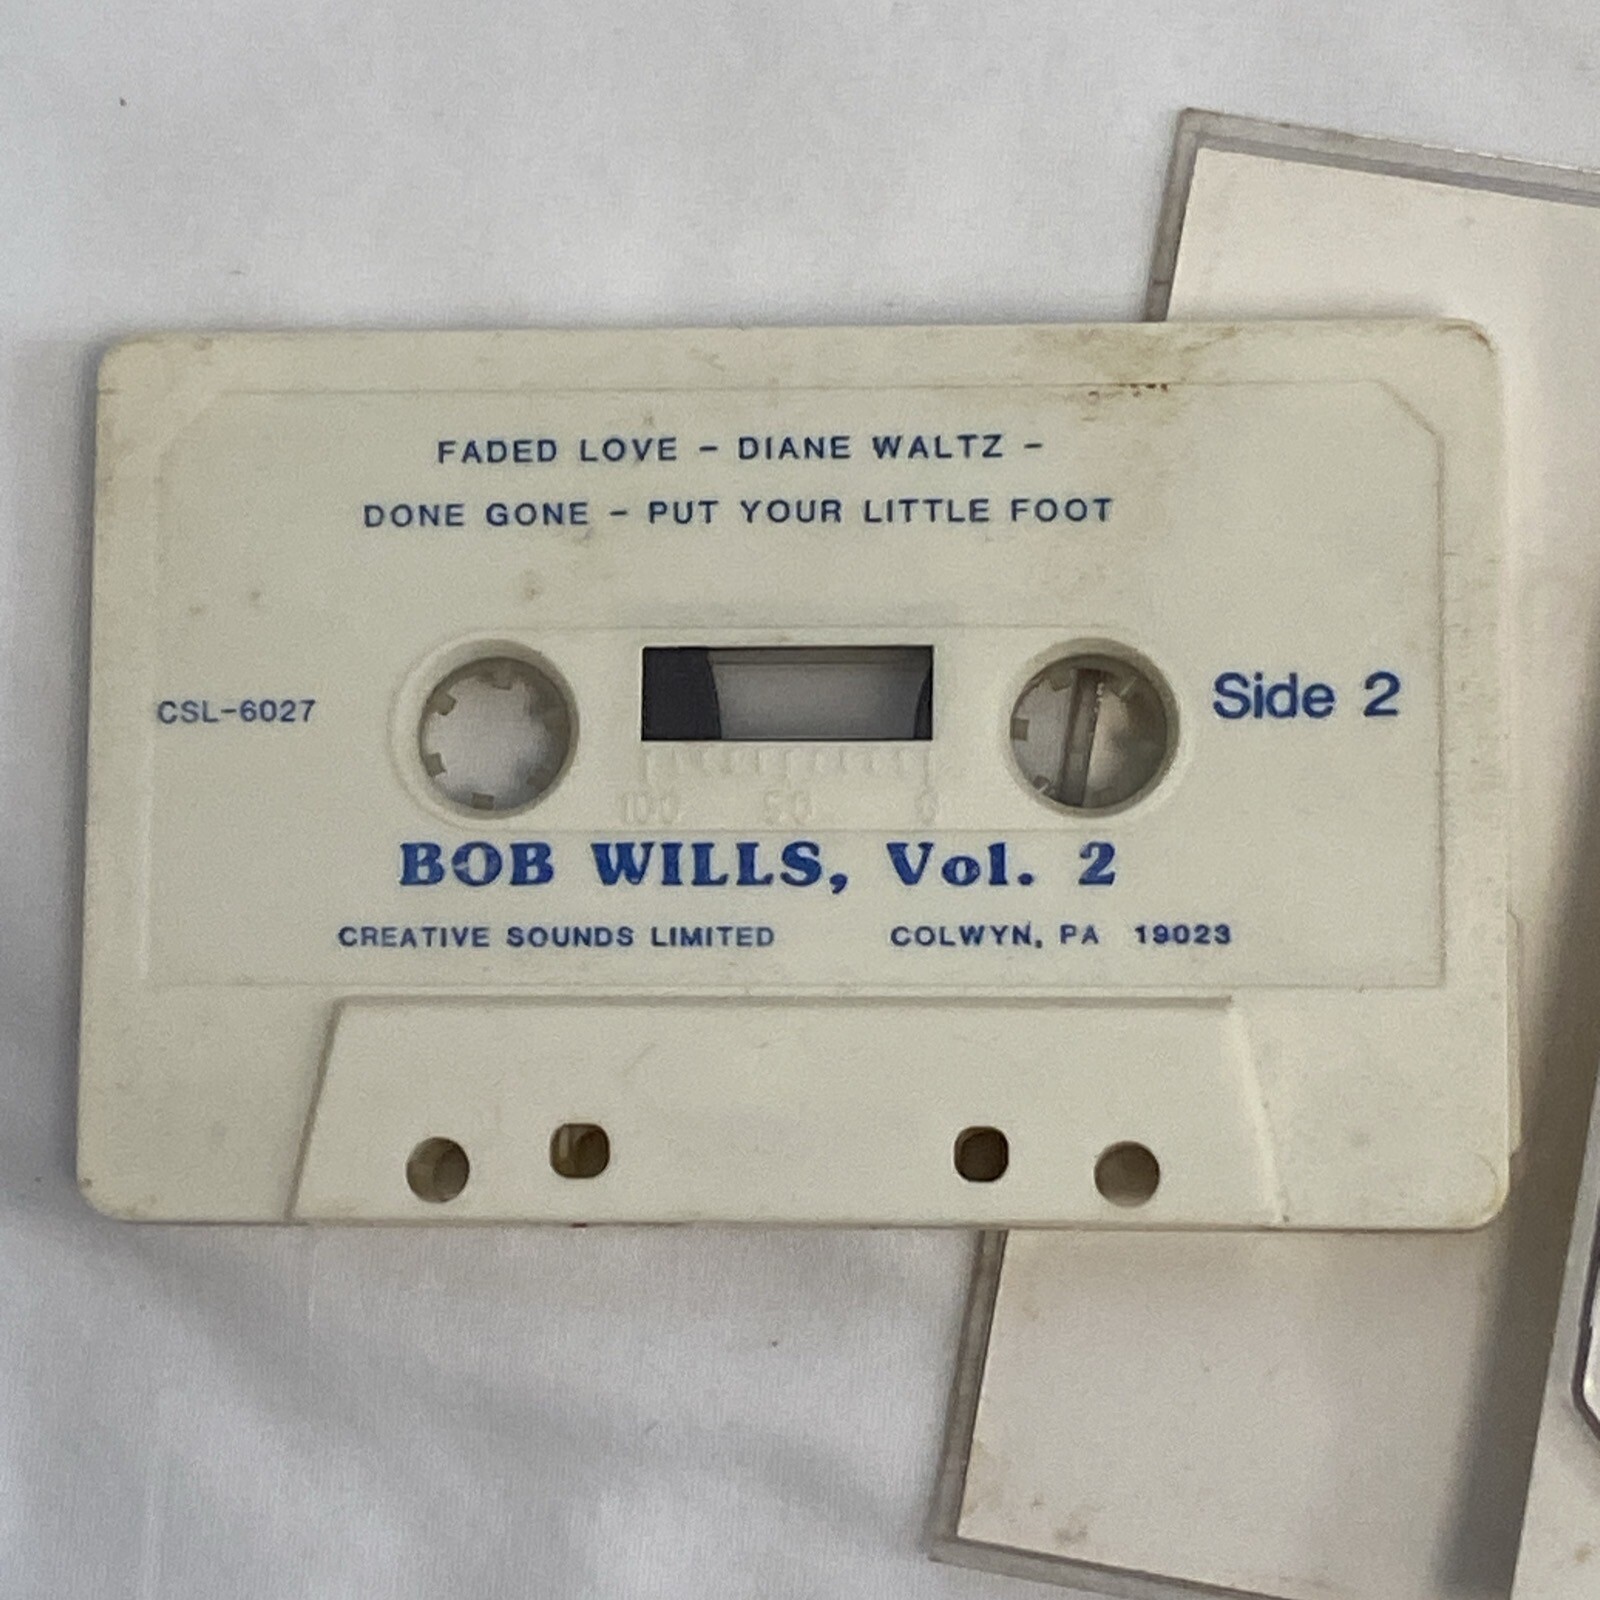 FADED LOVE - DIANE WALTZ -
DONE GONE - PUT YOUR LITTLE FOOT
CSL-6027
Side 2
100 50 0
BOB WILLS, Vol. 2
CREATIVE SOUNDS LIMITED COLWYN, PA 19023